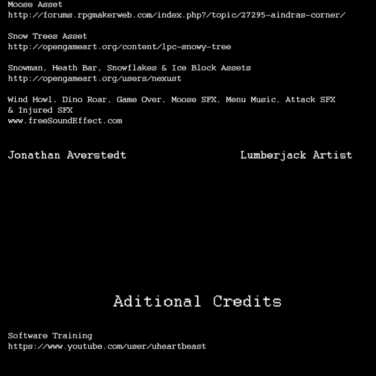 Moose Asset
http://forums.rpgmakerweb.com/index.php?/topic/27295-aindras-corner/
Snow Trees Asset
http://opengameart.org/content/lpc-snowy-tree
Snowman, Heath Bar, Snowflakes & Ice Block Assets
http://opengameart.org/users/nexust
Wind Howl, Dino Roar, Game Over, Moose SFX, Menu Music, Attack SFX
& Injured SFX
www.freeSoundEffect.com
Jonathan Averstedt Lumberjack Artist
Aditional Credits
Software Training
https://www.youtube.com/user/uheartbeast